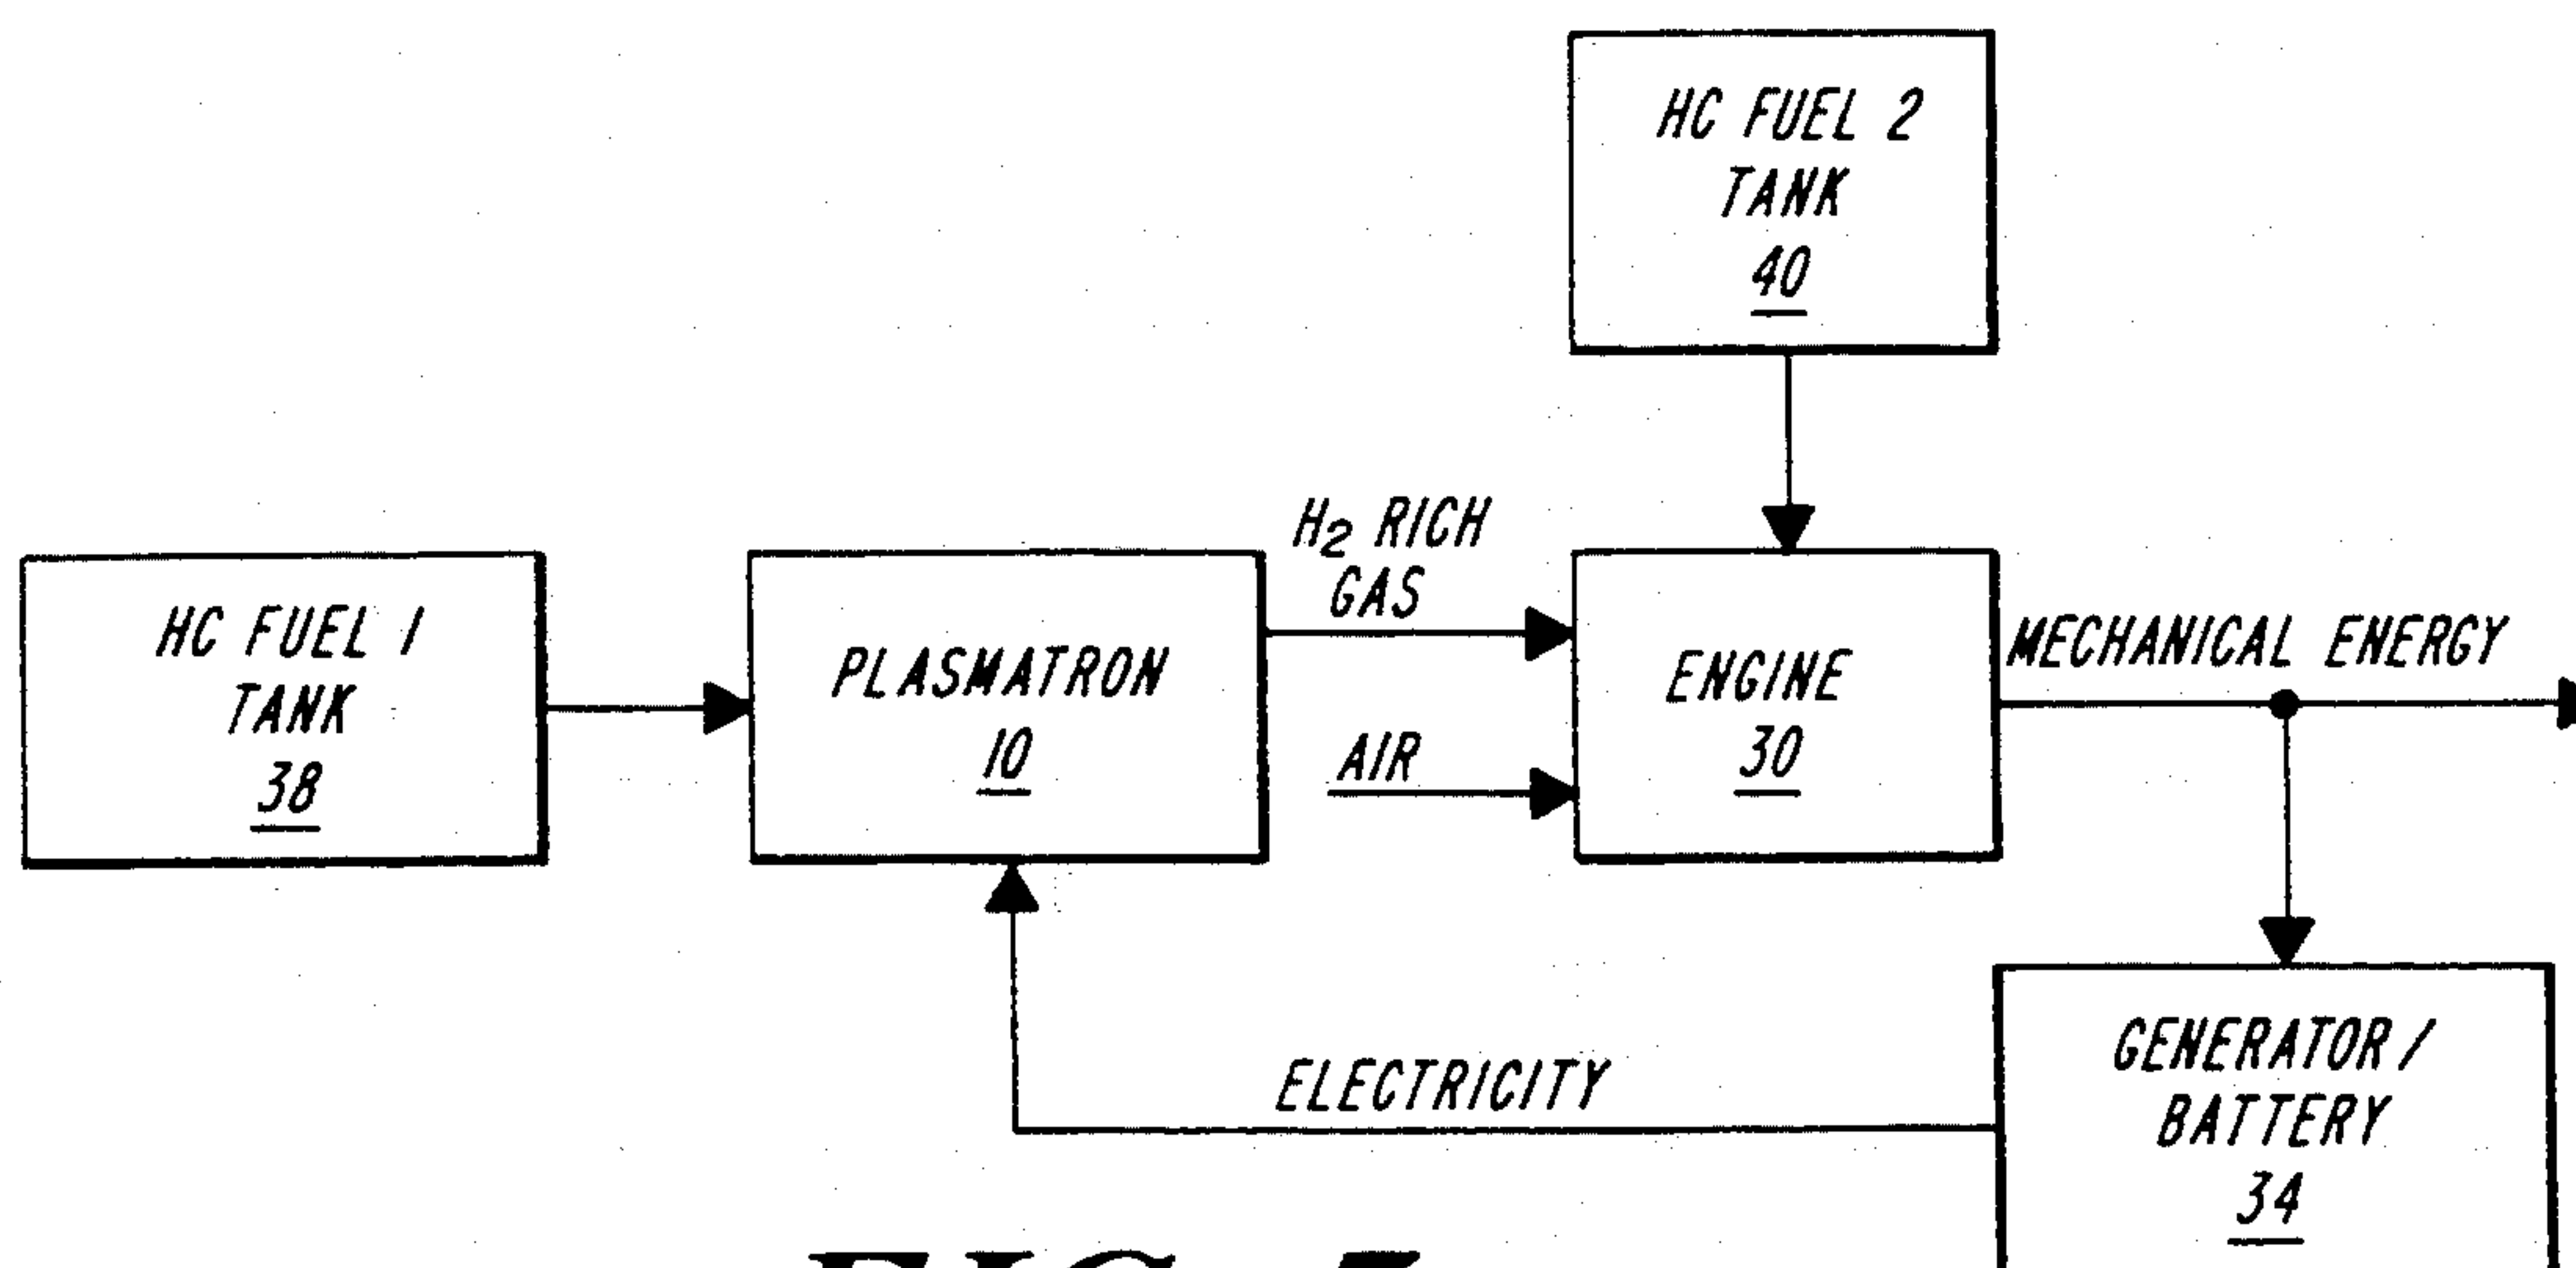 HC FUEL 2
TANK
40
HC FUEL 1
TANK
38
PLASMATRON
10
H2 RICH
GAS
AIR
ENGINE
30
MECHANICAL ENERGY
ELECTRICITY
GENERATOR/
BATTERY
34